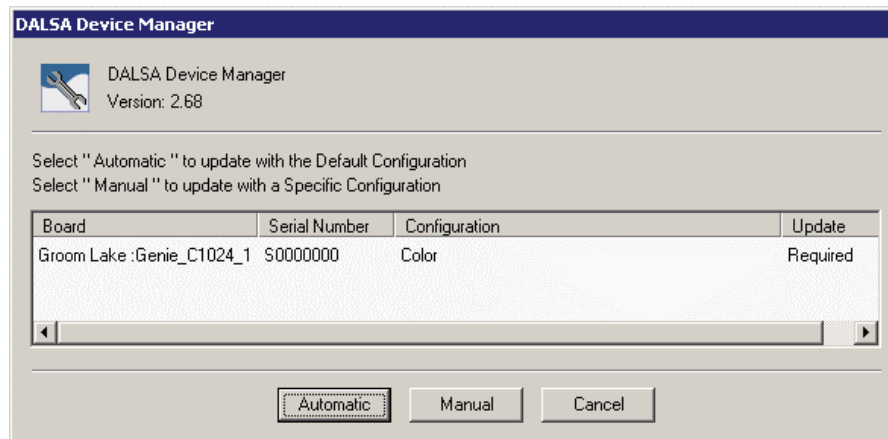 DALSA Device Manager
DALSA Device Manager
Version: 2.68
Select " Automatic " to update with the Default Configuration
Select " Manual " to update with a Specific Configuration
Board Serial Number Configuration Update
Groom Lake :Genie_C1024_1 S0000000 Color Required
Automatic Manual Cancel